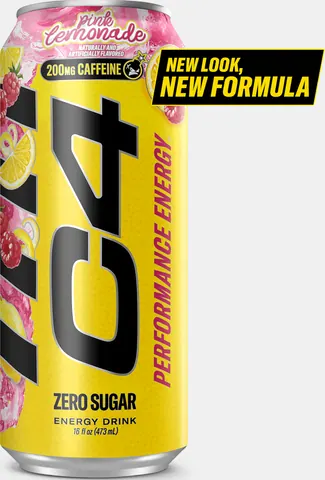 pink
lemonade
NATURALLY AND
ARTIFICIALLY FLAVORED
200MG CAFFEINE
NEW LOOK,
NEW FORMULA
C4
PERFORMANCE ENERGY
ZERO SUGAR
ENERGY DRINK
16 fl oz (473 mL)